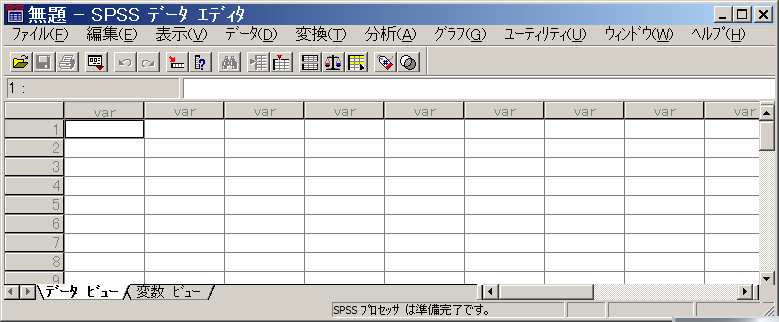 無題 - SPSS データ エディタ
ファイル(F) 編集(E) 表示(V) データ(D) 変換(T) 分析(A) グラフ(G) ユーティリティ(U) ウィンドウ(W) ヘルプ(H)
1 :
var var var var var var var var var
1
2
3
4
5
6
7
8
9
データ ビュー 変数 ビュー
SPSS プロセッサ は準備完了です。